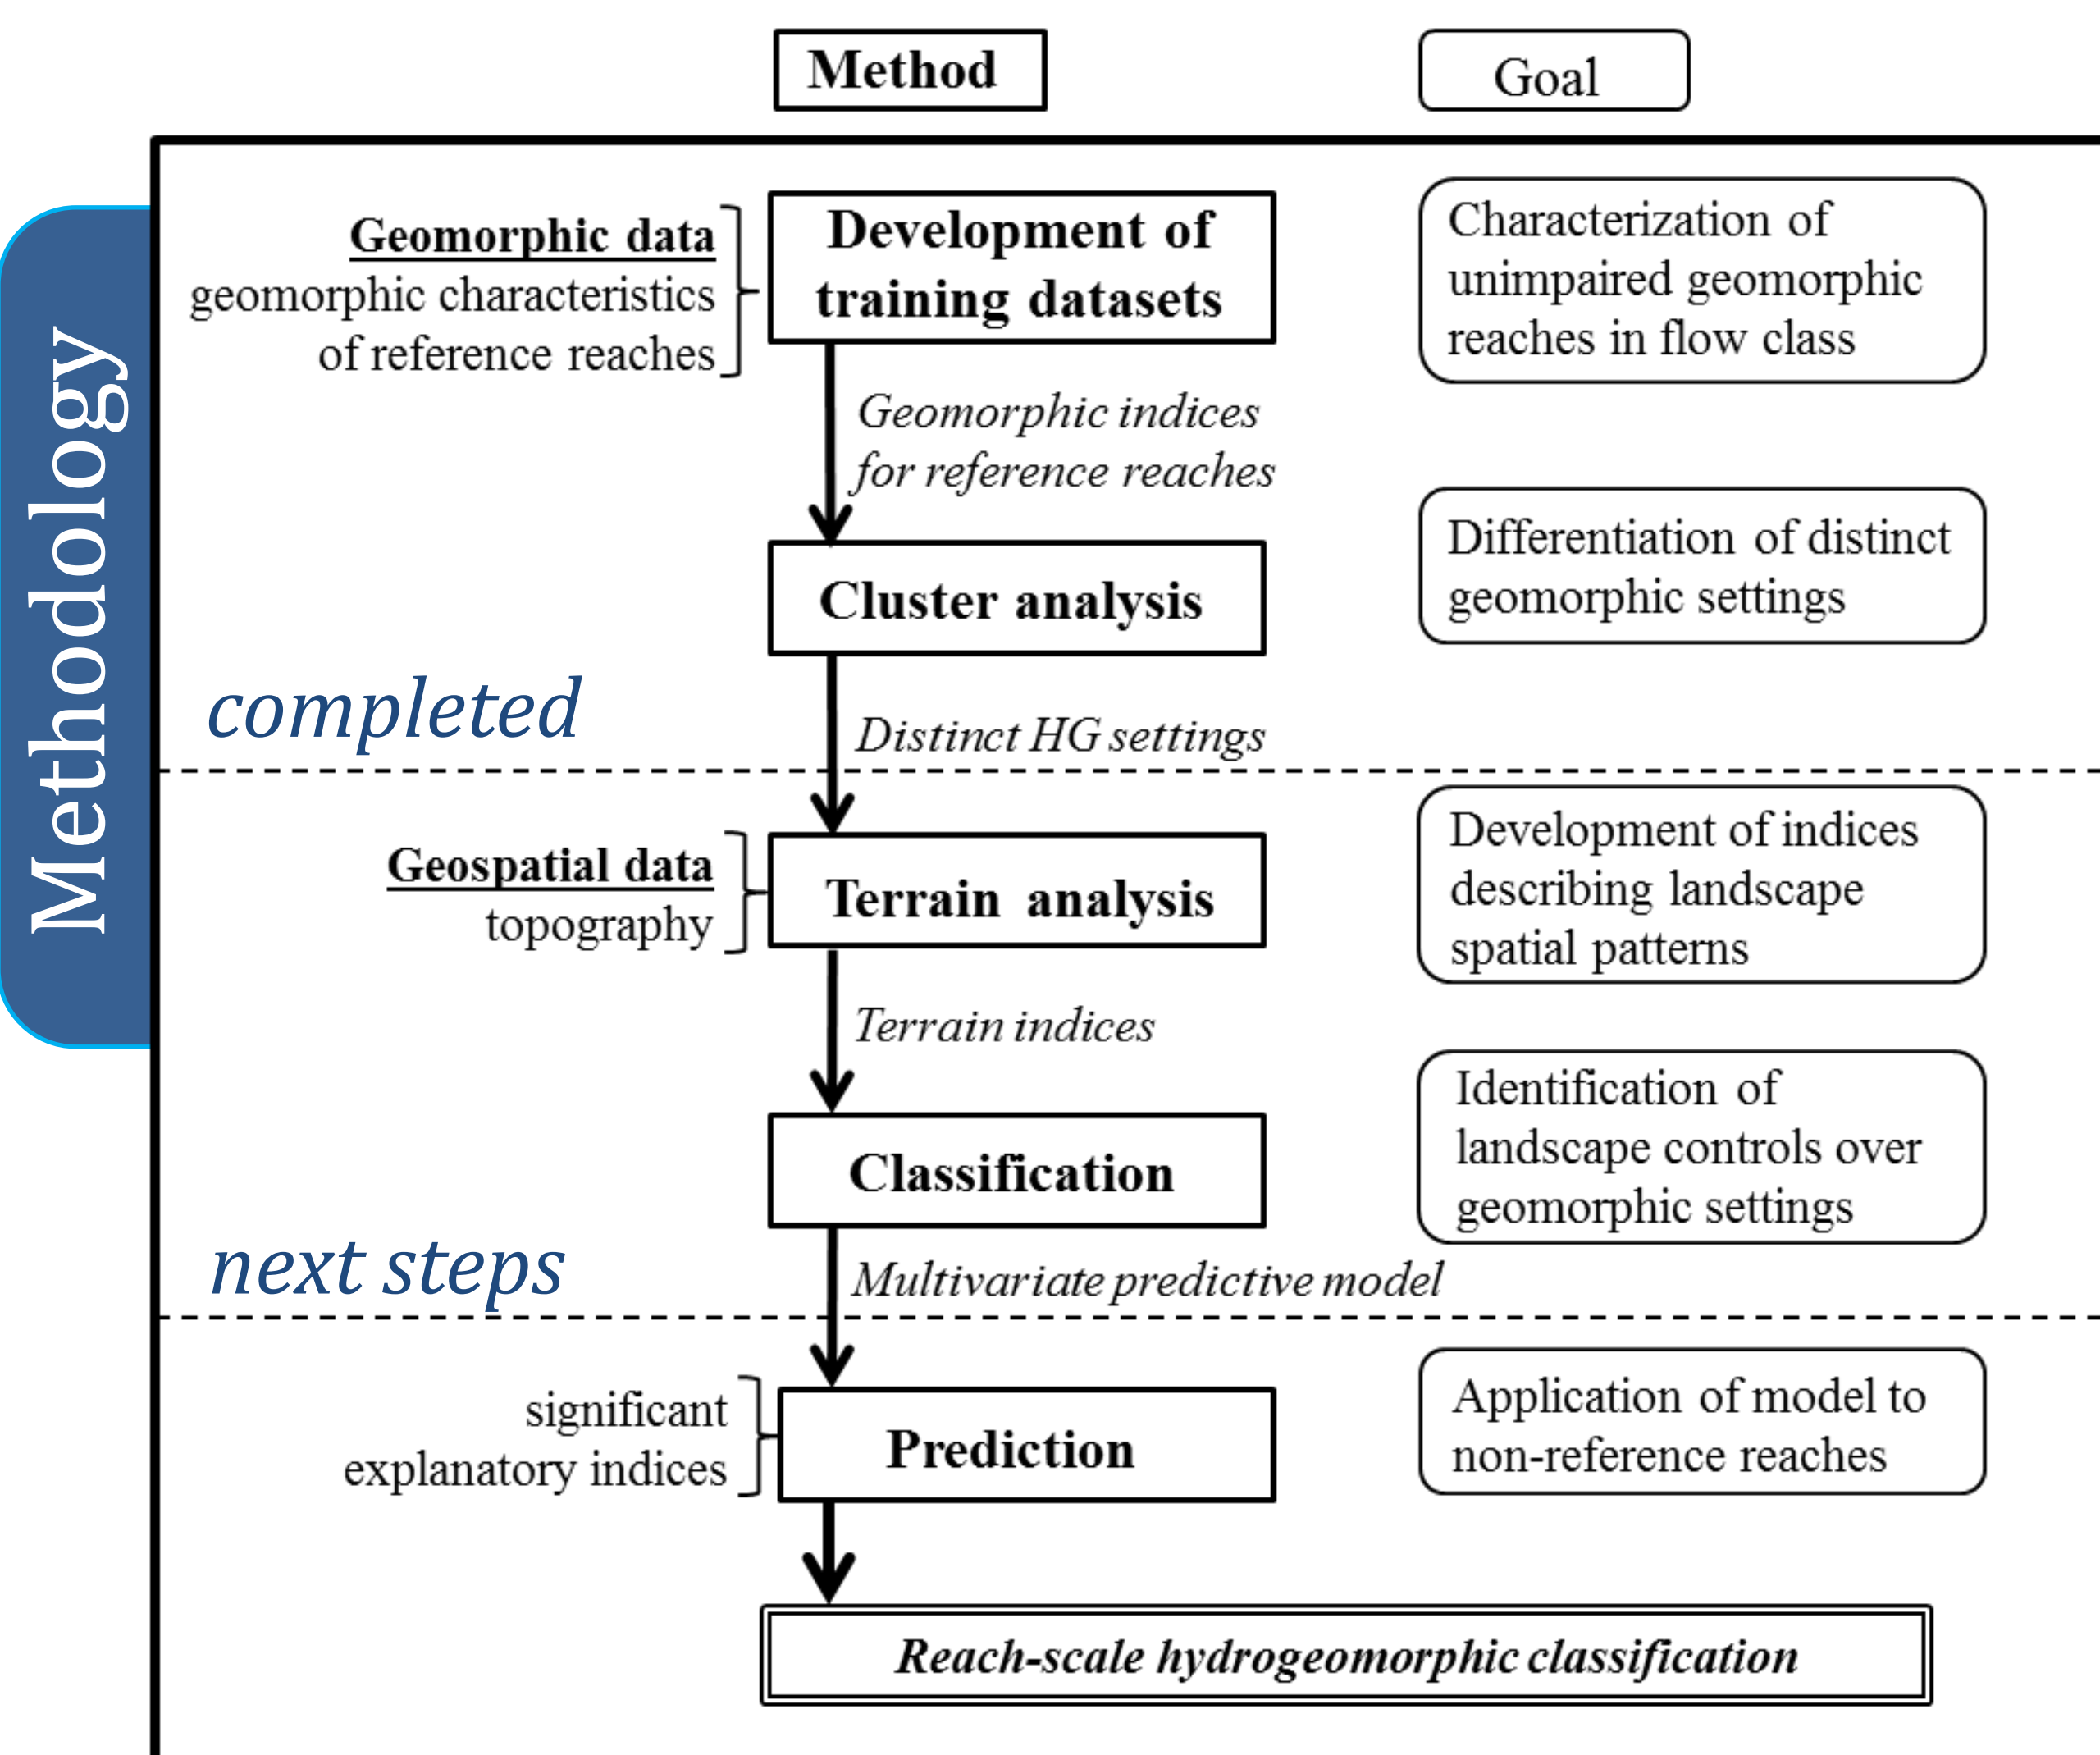 Method
Goal
Methodology
Geomorphic data
geomorphic characteristics
of reference reaches
Development of
training datasets
Characterization of
unimpaired geomorphic
reaches in flow class
Geomorphic indices
for reference reaches
Cluster analysis
Differentiation of distinct
geomorphic settings
completed
Distinct HG settings
Geospatial data
topography
Terrain analysis
Development of indices
describing landscape
spatial patterns
Terrain indices
Classification
Identification of
landscape controls over
geomorphic settings
next steps
Multivariate predictive model
significant
explanatory indices
Prediction
Application of model to
non-reference reaches
Reach-scale hydrogeomorphic classification